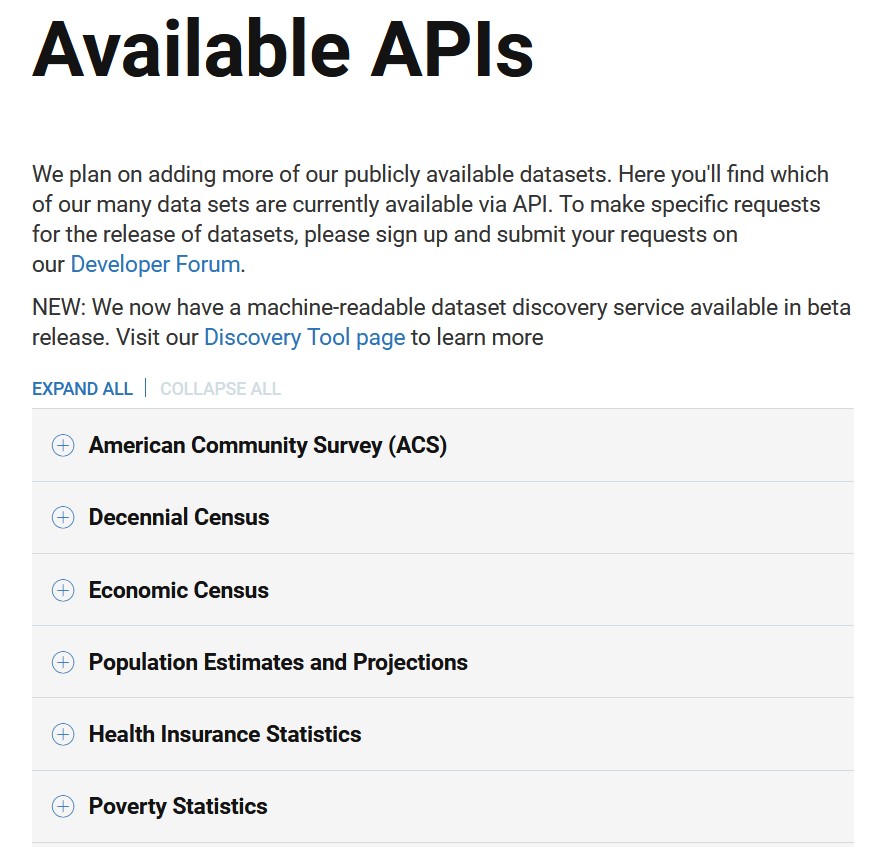 Available APIs
We plan on adding more of our publicly available datasets. Here you'll find which
of our many data sets are currently available via API. To make specific requests
for the release of datasets, please sign up and submit your requests on
our Developer Forum.
NEW: We now have a machine-readable dataset discovery service available in beta
release. Visit our Discovery Tool page to learn more
EXPAND ALL | COLLAPSE ALL
American Community Survey (ACS)
Decennial Census
Economic Census
Population Estimates and Projections
Health Insurance Statistics
Poverty Statistics